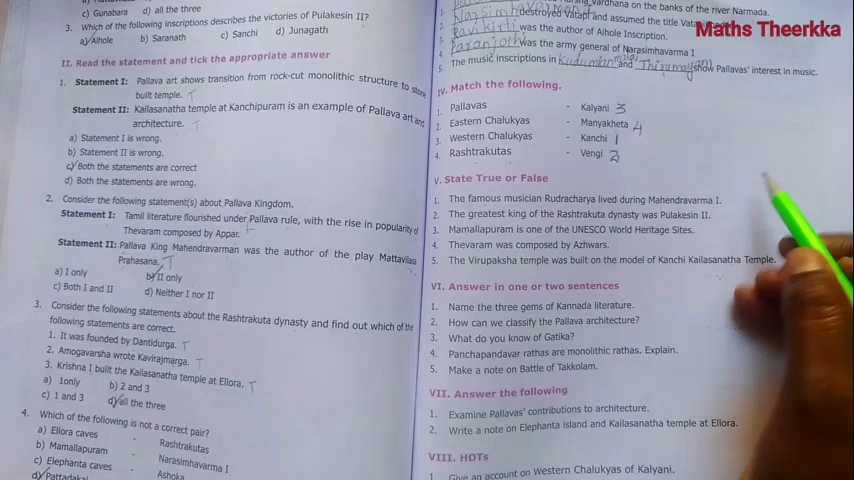 c) Gunabara d) all the three
3. Which of the following inscriptions describes the victories of Pulakesin II?
a) Aihole b) Saranath c) Sanchi d) Junagath
II. Read the statement and tick the appropriate answer
1. Statement I: Pallava art shows transition from rock-cut monolithic structure to stone
built temple. T
Statement II: Kailasanatha temple at Kanchipuram is an example of Pallava art and
architecture. T
a) Statement I is wrong.
b) Statement II is wrong.
c) Both the statements are correct
d) Both the statements are wrong.
2. Consider the following statement(s) about Pallava Kingdom.
Statement I: Tamil literature flourished under Pallava rule, with the rise in popularity of
Thevaram composed by Appar.
Statement II: Pallava King Mahendravarman was the author of the play Mattavilasa
Prahasana. T
a) I only b) II only
c) Both I and II d) Neither I nor II
3. Consider the following statements about the Rashtrakuta dynasty and find out which of the
following statements are correct.
1. It was founded by Dantidurga. T
2. Amogavarsha wrote Kavirajmarga. T
3. Krishna I built the Kailasanatha temple at Ellora. T
a) 1only b) 2 and 3
c) 1 and 3 d) all the three
4. Which of the following is not a correct pair?
a) Ellora caves - Rashtrakutas
b) Mamallapuram - Narasimhavarma I
c) Elephanta caves - Ashoka
d) Pattadakal
Harsha Vardhana on the banks of the river Narmada.
1. destroyed Vatapi and assumed the title Vatapi
2. Ravikirti was the author of Aihole Inscription.
3. Paranjothi was the army general of Narasimhavarma I
5. The music inscriptions in Kudumianmalai and Thirumayam show Pallavas' interest in music.
Maths Theerkka
IV. Match the following.
1. Pallavas - Kalyani 3
2. Eastern Chalukyas - Manyakheta 4
3. Western Chalukyas - Kanchi 1
4. Rashtrakutas - Vengi 2
V. State True or False
1. The famous musician Rudracharya lived during Mahendravarma I.
2. The greatest king of the Rashtrakuta dynasty was Pulakesin II.
3. Mamallapuram is one of the UNESCO World Heritage Sites.
4. Thevaram was composed by Azhwars.
5. The Virupaksha temple was built on the model of Kanchi Kailasanatha Temple.
VI. Answer in one or two sentences
1. Name the three gems of Kannada literature.
2. How can we classify the Pallava architecture?
3. What do you know of Gatika?
4. Panchapandavar rathas are monolithic rathas. Explain.
5. Make a note on Battle of Takkolam.
VII. Answer the following
1. Examine Pallavas' contributions to architecture.
2. Write a note on Elephanta island and Kailasanatha temple at Ellora.
VIII. HOTs
1 Give an account on Western Chalukyas of Kalyani.